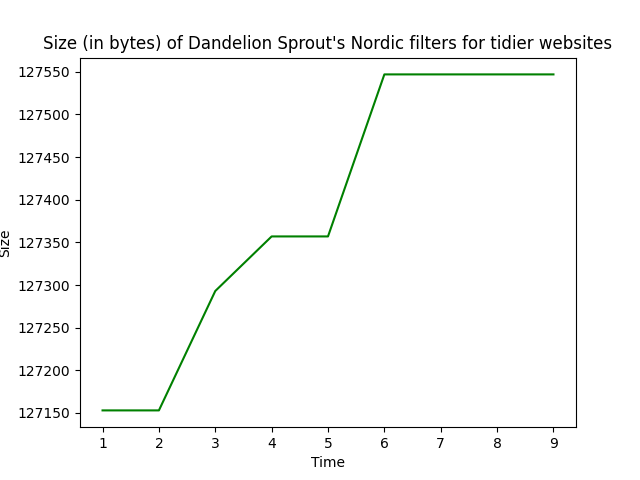 Size (in bytes) of Dandelion Sprout's Nordic filters for tidier websites
127550
127500
127450
127400
127350
127300
127250
127200
127150
Size
1 2 3 4 5 6 7 8 9
Time